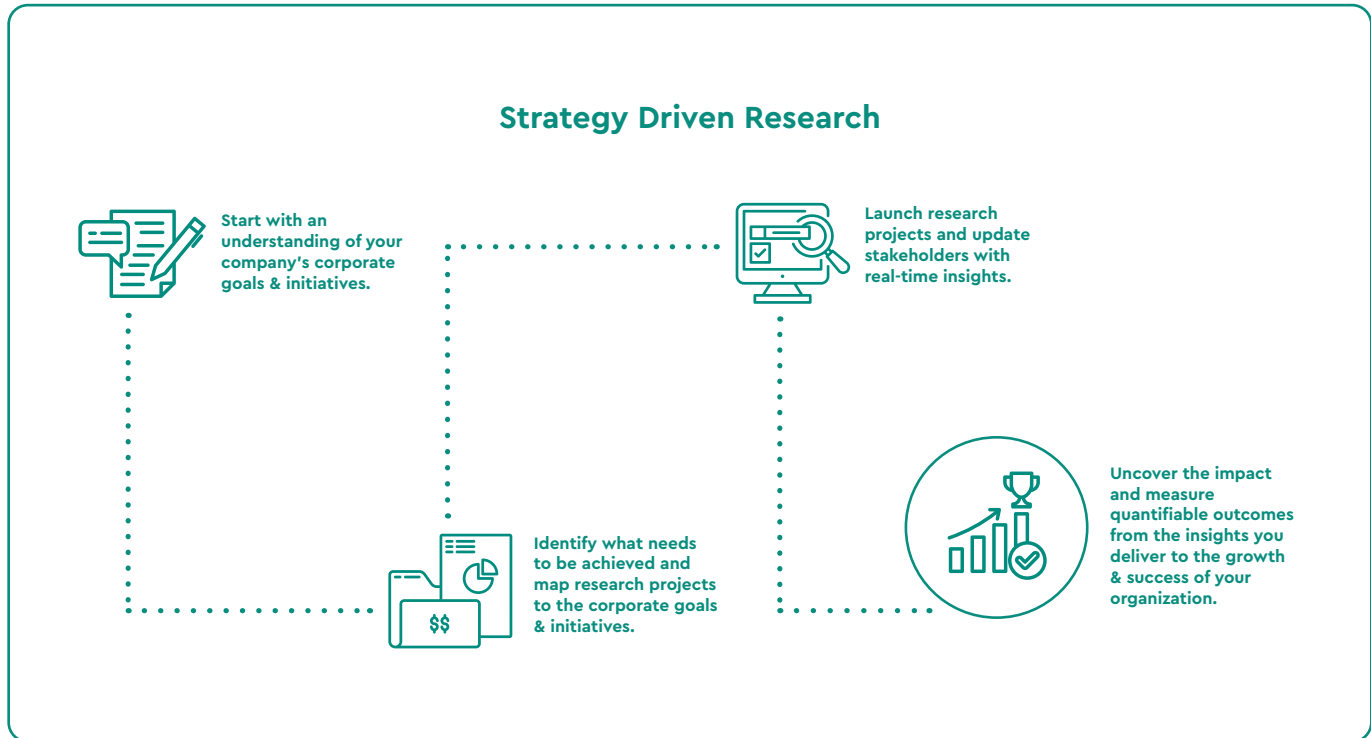 Strategy Driven Research
Start with an
understanding of your
company's corporate
goals & initiatives.
Identify what needs
to be achieved and
map research projects
to the corporate goals
& initiatives.
$$
Launch research
projects and update
stakeholders with
real-time insights.
Uncover the impact
and measure
quantifiable outcomes
from the insights you
deliver to the growth
& success of your
organization.